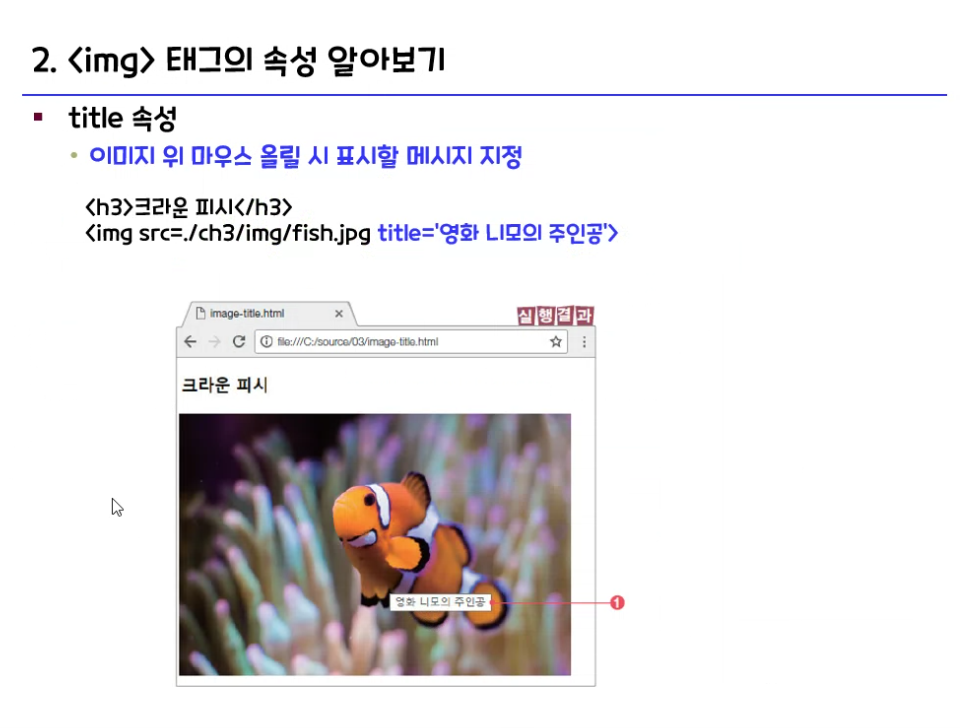 2. <img> 태그의 속성 알아보기
title 속성
이미지 위 마우스 올릴 시 표시할 메시지 지정
<h3>크라운 피시</h3>
<img src=./ch3/img/fish.jpg title='영화 니모의 주인공'>
image-title.html
실행결과
file:///C:/source/03/image-title.html
크라운 피시
영화 니모의 주인공
1